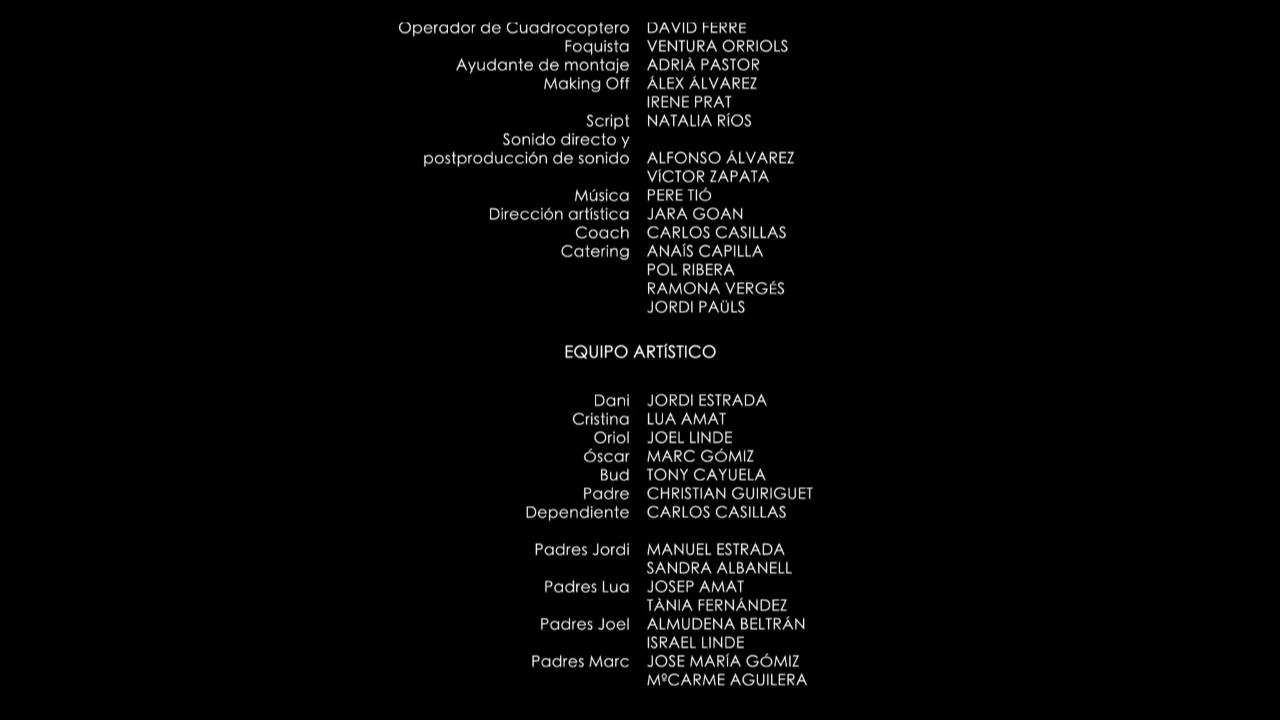 Operador de Cuadrocoptero DAVID FERRE
Foquista VENTURA ORRIOLS
Ayudante de montaje ADRIÀ PASTOR
Making Off ÁLEX ÁLVAREZ
IRENE PRAT
Script NATALIA RÍOS
Sonido directo y
postproducción de sonido ALFONSO ÁLVAREZ
VÍCTOR ZAPATA
Música PERE TIÓ
Dirección artística JARA GOAN
Coach CARLOS CASILLAS
Catering ANAÍS CAPILLA
POL RIBERA
RAMONA VERGÉS
JORDI PAÜLS
EQUIPO ARTÍSTICO
Dani JORDI ESTRADA
Cristina LUA AMAT
Oriol JOEL LINDE
Óscar MARC GÓMIZ
Bud TONY CAYUELA
Padre CHRISTIAN GUIRIGUET
Dependiente CARLOS CASILLAS
Padres Jordi MANUEL ESTRADA
SANDRA ALBANELL
Padres Lua JOSEP AMAT
TÀNIA FERNÁNDEZ
Padres Joel ALMUDENA BELTRÁN
ISRAEL LINDE
Padres Marc JOSE MARÍA GÓMIZ
MºCARME AGUILERA